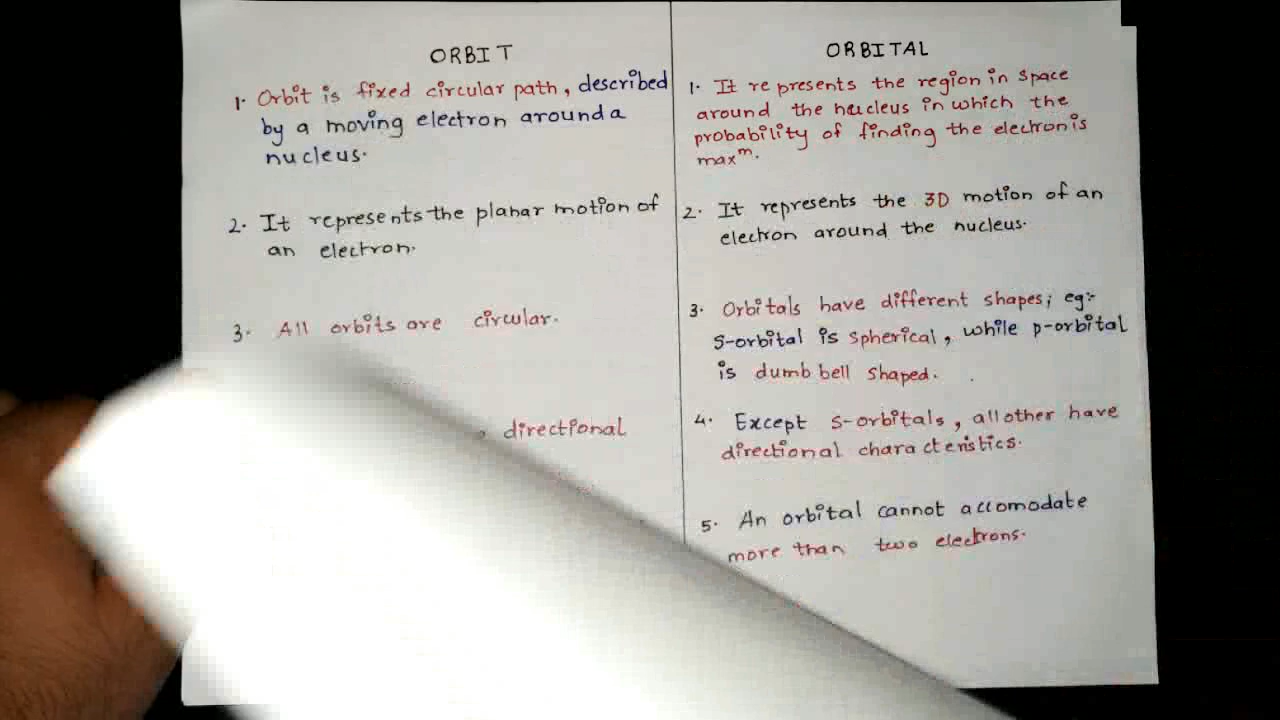 ORBIT
1. Orbit is fixed circular path, described
by a moving electron around a
nucleus.
2. It represents the planar motion of
an electron.
3. All orbits are circular.
directional
ORBITAL
1. It represents the region in space
around the nucleus in which the
probability of finding the electron is
maxᵐ.
2. It represents the 3D motion of an
electron around the nucleus.
3. Orbitals have different shapes; eg:-
S-orbital is spherical, while p-orbital
is dumb bell shaped.
4. Except s-orbitals, all other have
directional characteristics.
5. An orbital cannot accomodate
more than two electrons.